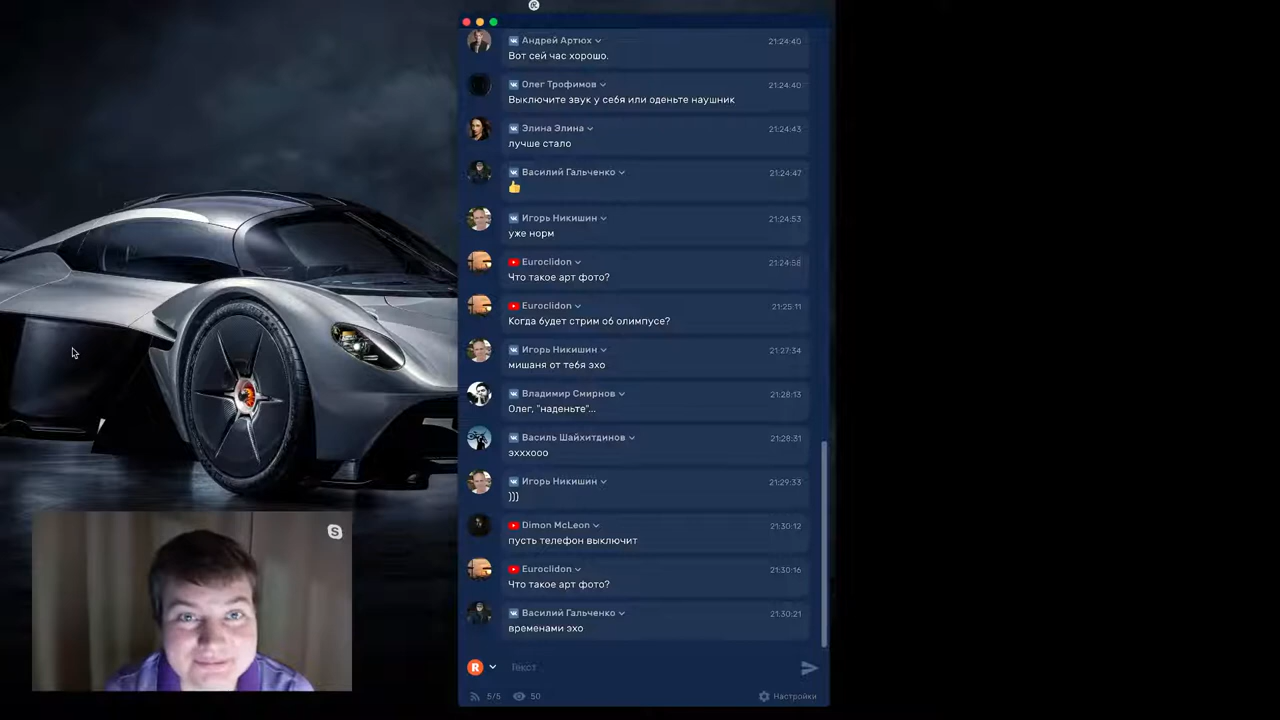 Андрей Артюх
21:24:40
Вот сей час хорошо.
Олег Трофимов
21:24:40
Выключите звук у себя или оденьте наушник
Элина Элина
21:24:43
лучше стало
Василий Гальченко
21:24:47
Игорь Никишин
21:24:53
уже норм
Euroclidon
21:24:58
Что такое арт фото?
Euroclidon
21:25:11
Когда будет стрим об олимпусе?
Игорь Никишин
21:27:34
мишаня от тебя эхо
Владимир Смирнов
21:28:13
Олег, "наденьте"...
Василь Шайхитдинов
21:28:31
эхххооо
Игорь Никишин
21:29:33
)))
Dimon McLeon
21:30:12
пусть телефон выключит
Euroclidon
21:30:16
Что такое арт фото?
Василий Гальченко
21:30:21
временами эхо
R
Текст
5/5
50
Настройки